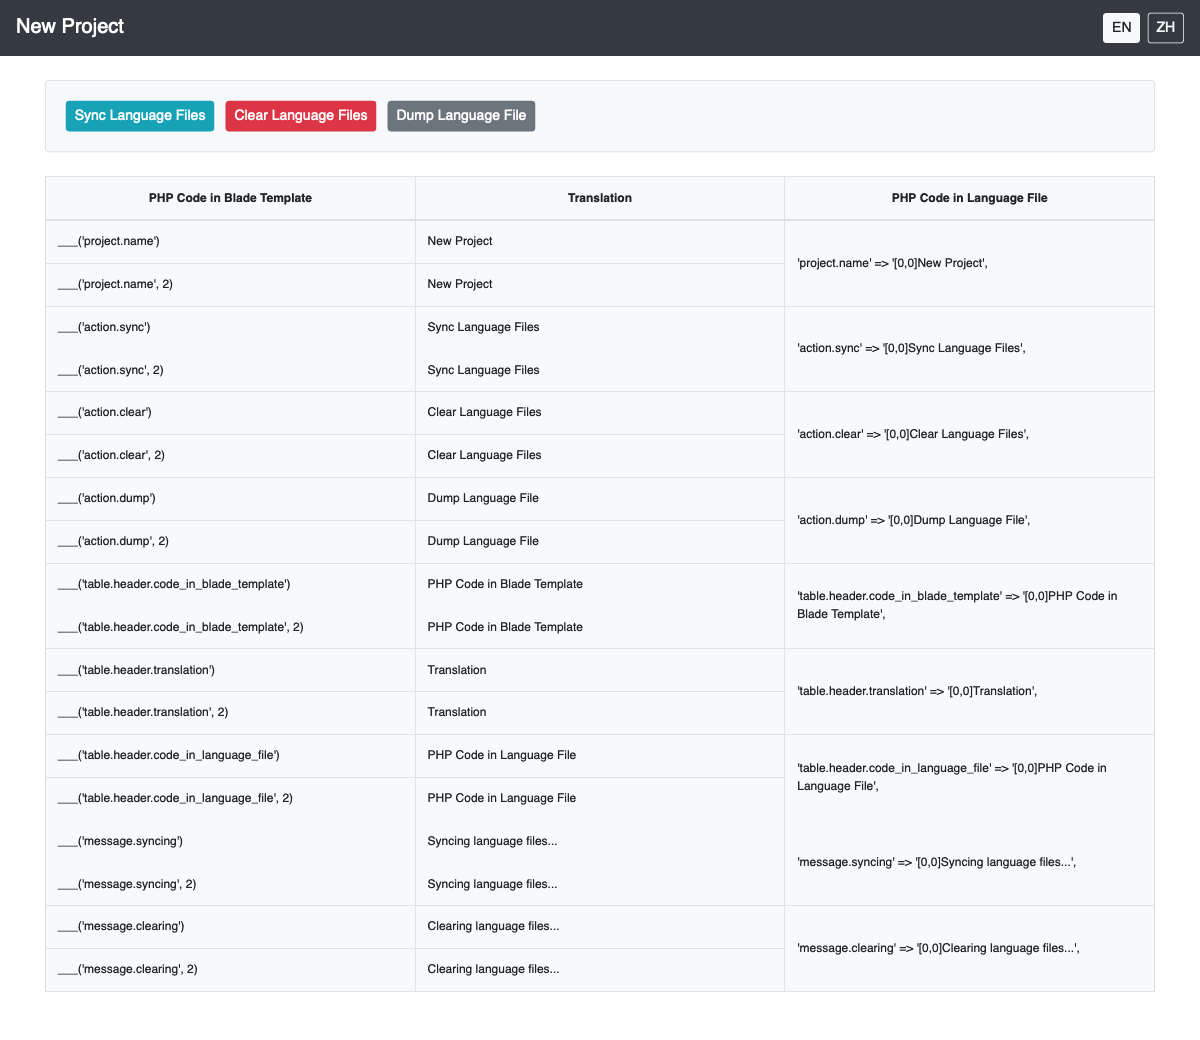 New Project
EN ZH
Sync Language Files Clear Language Files Dump Language File
PHP Code in Blade Template Translation PHP Code in Language File
___('project.name') New Project
'project.name' => '[0,0]New Project',
___('project.name', 2) New Project
___('action.sync') Sync Language Files
'action.sync' => '[0,0]Sync Language Files',
___('action.sync', 2) Sync Language Files
___('action.clear') Clear Language Files
'action.clear' => '[0,0]Clear Language Files',
___('action.clear', 2) Clear Language Files
___('action.dump') Dump Language File
'action.dump' => '[0,0]Dump Language File',
___('action.dump', 2) Dump Language File
___('table.header.code_in_blade_template') PHP Code in Blade Template
'table.header.code_in_blade_template' => '[0,0]PHP Code in
Blade Template',
___('table.header.code_in_blade_template', 2) PHP Code in Blade Template
___('table.header.translation') Translation
'table.header.translation' => '[0,0]Translation',
___('table.header.translation', 2) Translation
___('table.header.code_in_language_file') PHP Code in Language File
'table.header.code_in_language_file' => '[0,0]PHP Code in
Language File',
___('table.header.code_in_language_file', 2) PHP Code in Language File
___('message.syncing') Syncing language files...
'message.syncing' => '[0,0]Syncing language files...',
___('message.syncing', 2) Syncing language files...
___('message.clearing') Clearing language files...
'message.clearing' => '[0,0]Clearing language files...',
___('message.clearing', 2) Clearing language files...